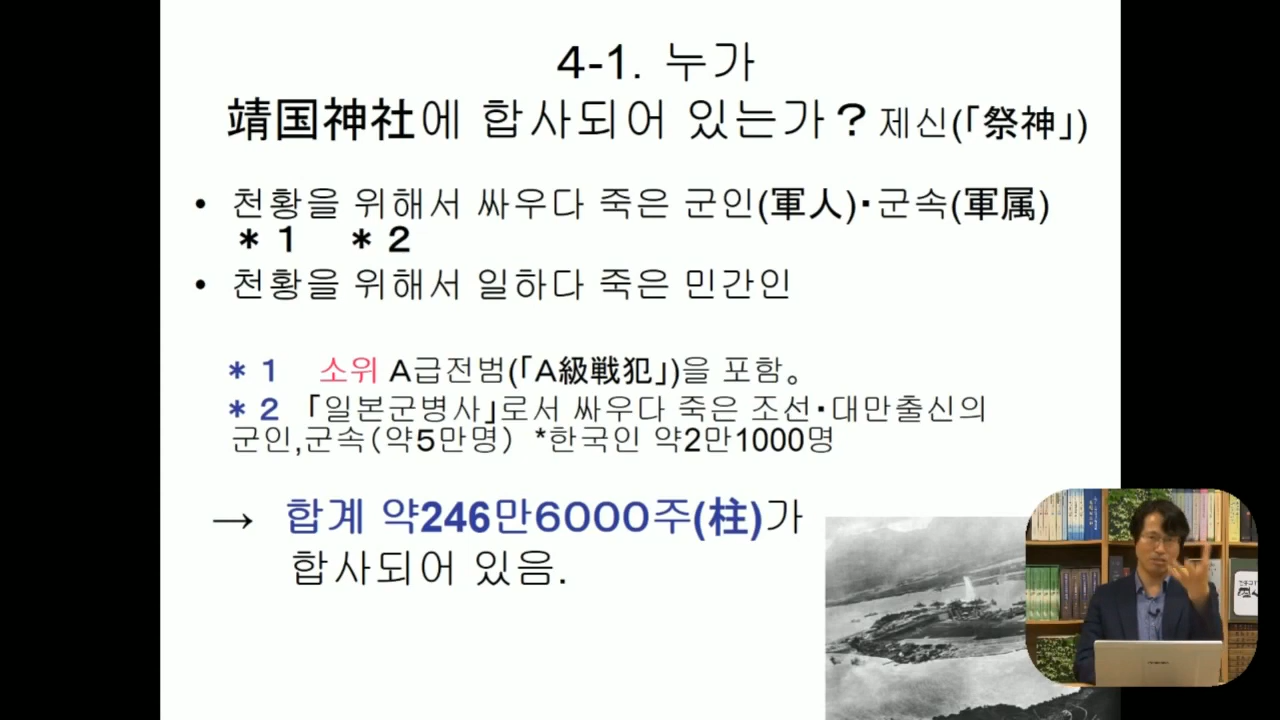 4-1. 누가
靖国神社에 합사되어 있는가？제신(「祭神」)
• 천황을 위해서 싸우다 죽은 군인(軍人)・군속(軍属)
＊１ ＊２
• 천황을 위해서 일하다 죽은 민간인
＊１ 소위 A급전범(「A級戦犯」)을 포함。
＊２ 「일본군병사」로서 싸우다 죽은 조선・대만출신의
군인,군속（약５만명） *한국인 약2만1000명
→ 합계 약246만６０００주(柱)가
합사되어 있음.